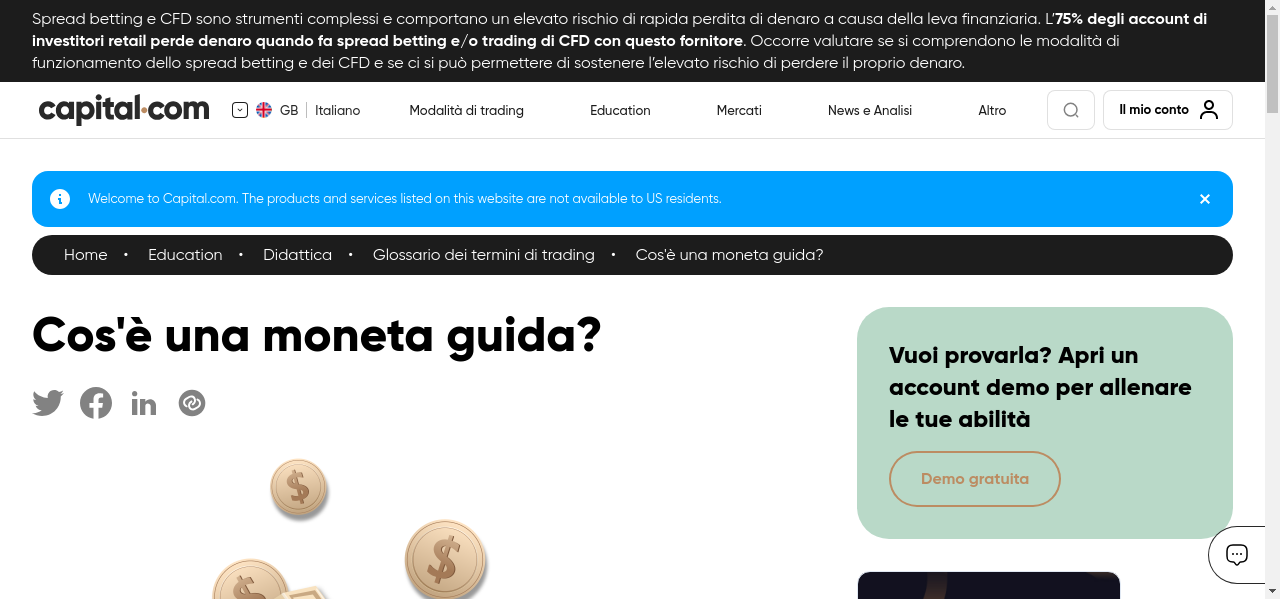 Spread betting e CFD sono strumenti complessi e comportano un elevato rischio di rapida perdita di denaro a causa della leva finanziaria. L’75% degli account di
investitori retail perde denaro quando fa spread betting e/o trading di CFD con questo fornitore. Occorre valutare se si comprendono le modalità di
funzionamento dello spread betting e dei CFD e se ci si può permettere di sostenere l’elevato rischio di perdere il proprio denaro.
capital.com GB Italiano Modalità di trading Education Mercati News e Analisi Altro Il mio conto
Welcome to Capital.com. The products and services listed on this website are not available to US residents.
Home • Education • Didattica • Glossario dei termini di trading • Cos'è una moneta guida?
Cos'è una moneta guida?
Vuoi provarla? Apri un
account demo per allenare
le tue abilità
Demo gratuita
$
$
$